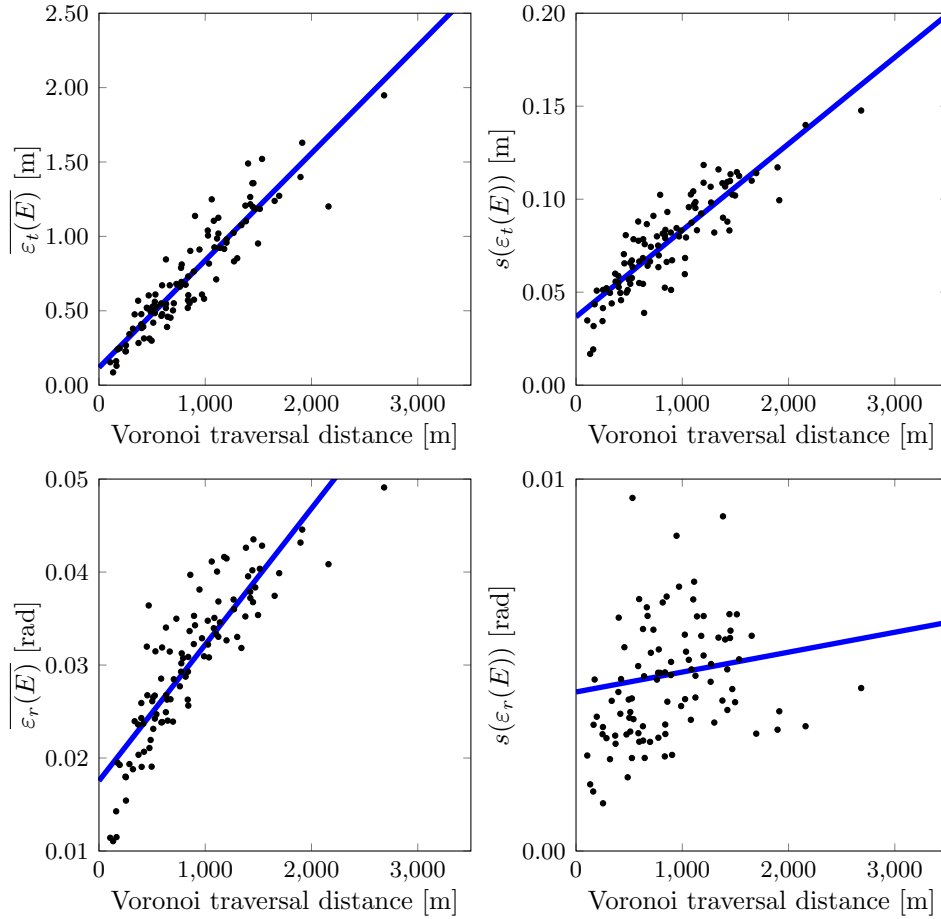 2.50
2.00
1.50
1.00
0.50
0.00
0 1,000 2,000 3,000
Voronoi traversal distance [m]
$\overline{\varepsilon_t(E)}$ [m]
0.20
0.15
0.10
0.05
0.00
0 1,000 2,000 3,000
Voronoi traversal distance [m]
s(ε_t(E)) [m]
0.05
0.04
0.03
0.02
0.01
0 1,000 2,000 3,000
Voronoi traversal distance [m]
$\overline{\varepsilon_r(E)}$ [rad]
0.01
0.00
0 1,000 2,000 3,000
Voronoi traversal distance [m]
s(ε_r(E)) [rad]